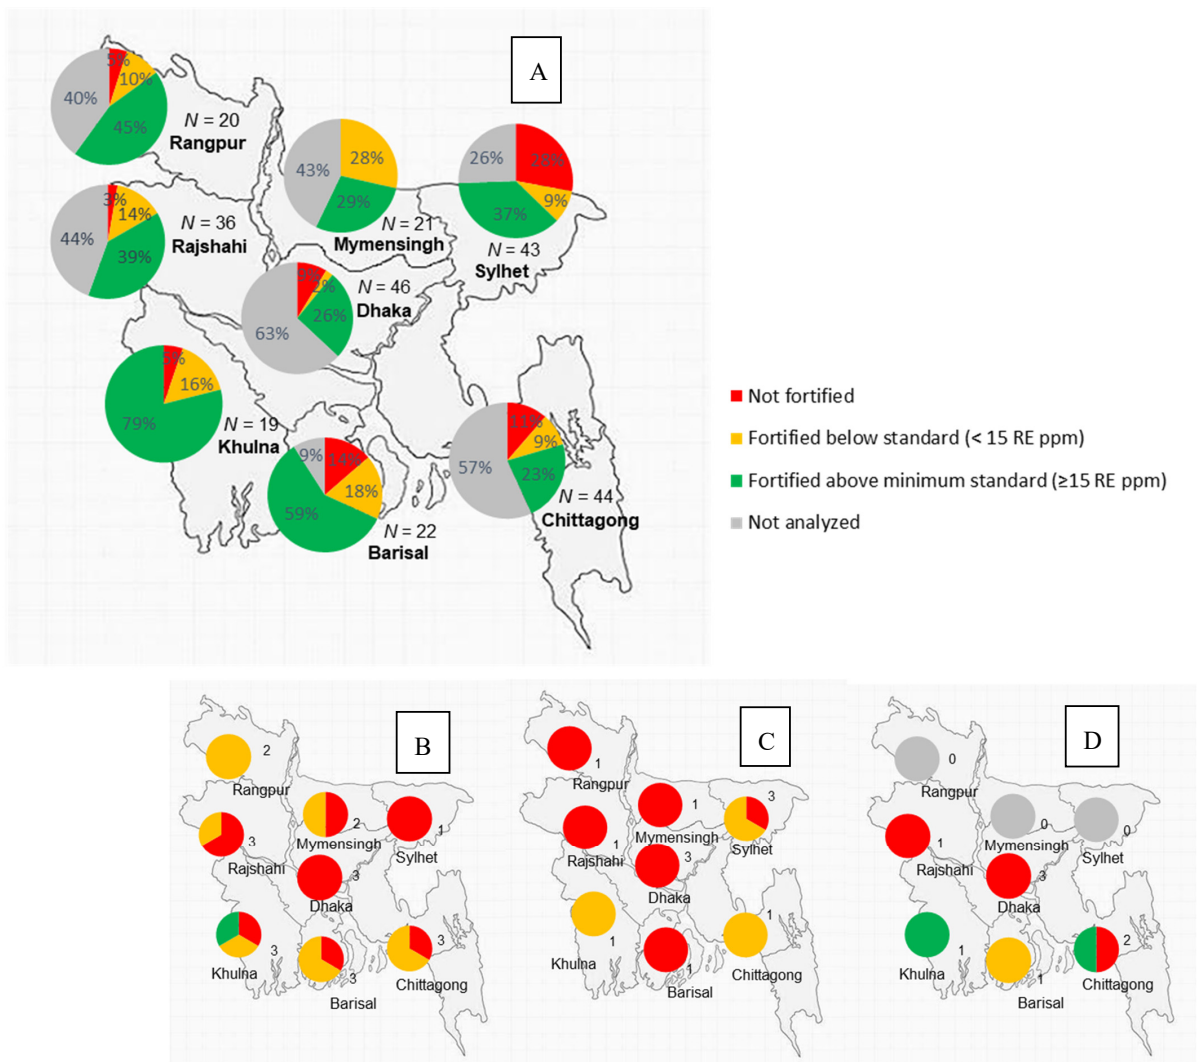 A
5%
10%
40%
45%
N = 20
Rangpur
3%
14%
44%
39%
N = 36
Rajshahi
28%
43%
29%
N = 21
Mymensingh
28%
26%
9%
37%
N = 43
Sylhet
9%
2%
26%
63%
N = 46
Dhaka
5%
16%
79%
N = 19
Khulna
14%
9%
18%
59%
N = 22
Barisal
11%
9%
57%
23%
N = 44
Chittagong
Not fortified
Fortified below standard (< 15 RE ppm)
Fortified above minimum standard (≥15 RE ppm)
Not analyzed
B
2
Rangpur
2
Mymensingh
1
Sylhet
3
Rajshahi
3
Dhaka
3
Khulna
3
Barisal
3
Chittagong
C
1
Rangpur
1
Mymensingh
3
Sylhet
1
Rajshahi
3
Dhaka
1
Khulna
1
Barisal
1
Chittagong
D
0
Rangpur
0
Mymensingh
0
Sylhet
1
Rajshahi
3
Dhaka
1
Khulna
1
Barisal
2
Chittagong